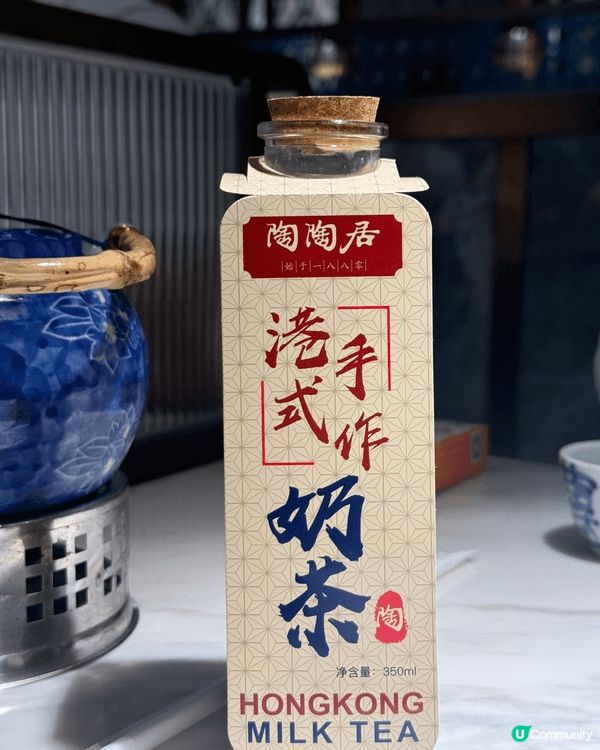 陶陶居
始于一八八零
港式
手作
奶茶
陶
净含量：350ml
HONGKONG
MILK TEA
U Community